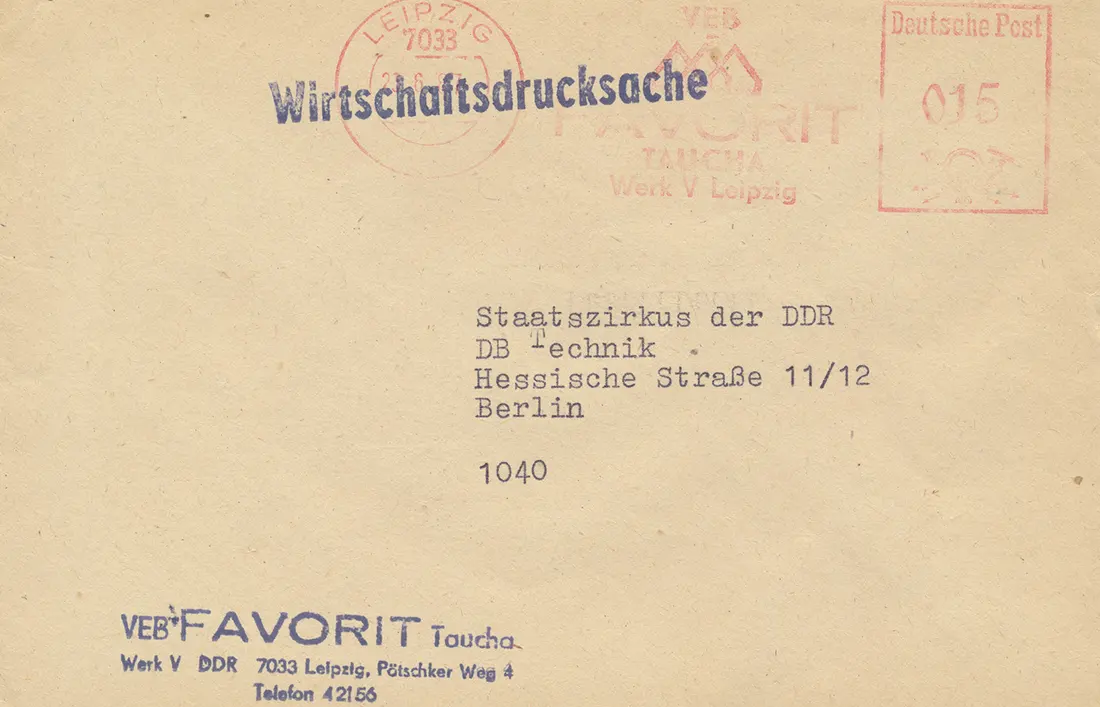 LEIPZIG
7033
Wirtschaftsdrucksache
VEB
FAVORIT
TAUCHA
Werk V Leipzig
Deutsche Post
015
Staatszirkus der DDR
DB Technik
Hessische Straße 11/12
Berlin
1040
VEB FAVORIT Taucha
Werk V DDR 7033 Leipzig, Pötschker Weg 4
Telefon 42156